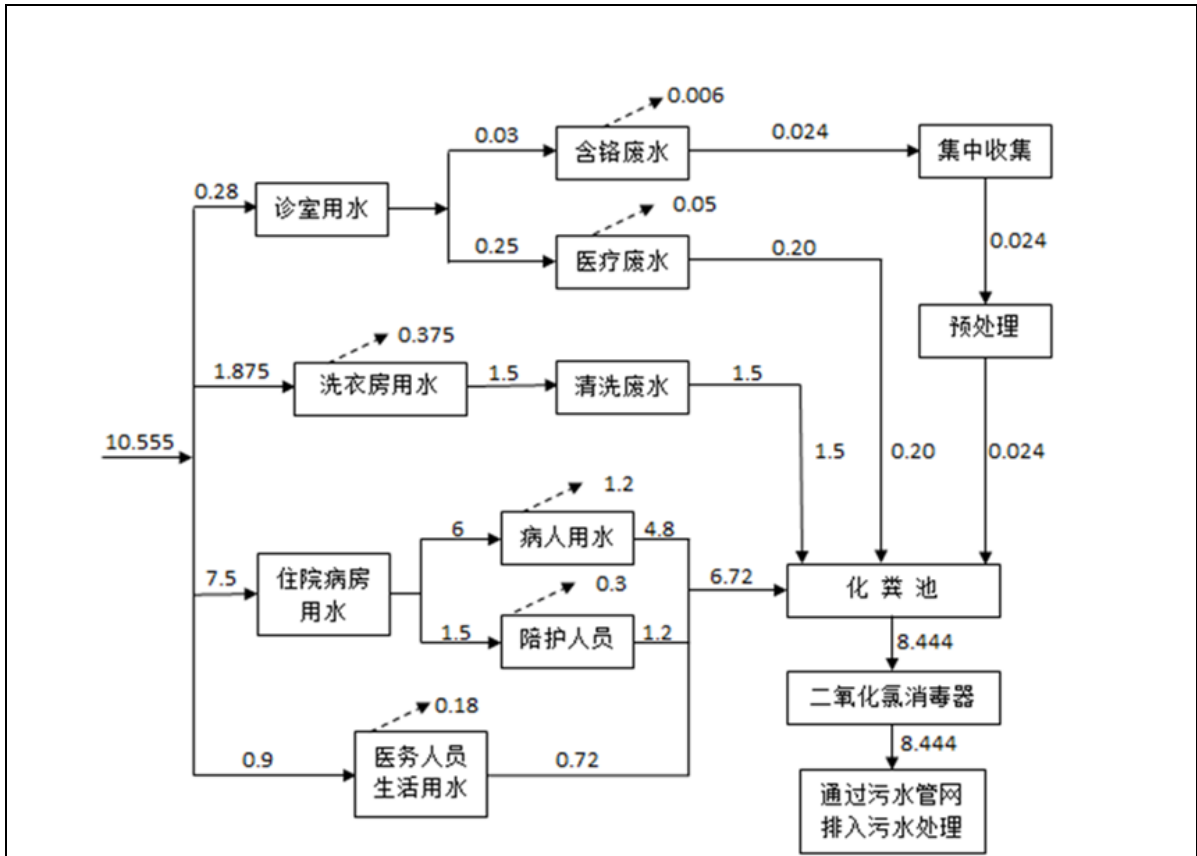 0.006
0.03
含铬废水
0.024
集中收集
0.28
诊室用水
0.05
0.25
医疗废水
0.20
0.024
预处理
0.375
1.875
洗衣房用水
1.5
清洗废水
1.5
10.555
1.5
0.20
0.024
1.2
6
病人用水
4.8
7.5
住院病房
用水
0.3
6.72
化 粪 池
1.5
陪护人员
1.2
8.444
二氧化氯消毒器
0.18
0.9
医务人员
生活用水
0.72
8.444
通过污水管网
排入污水处理